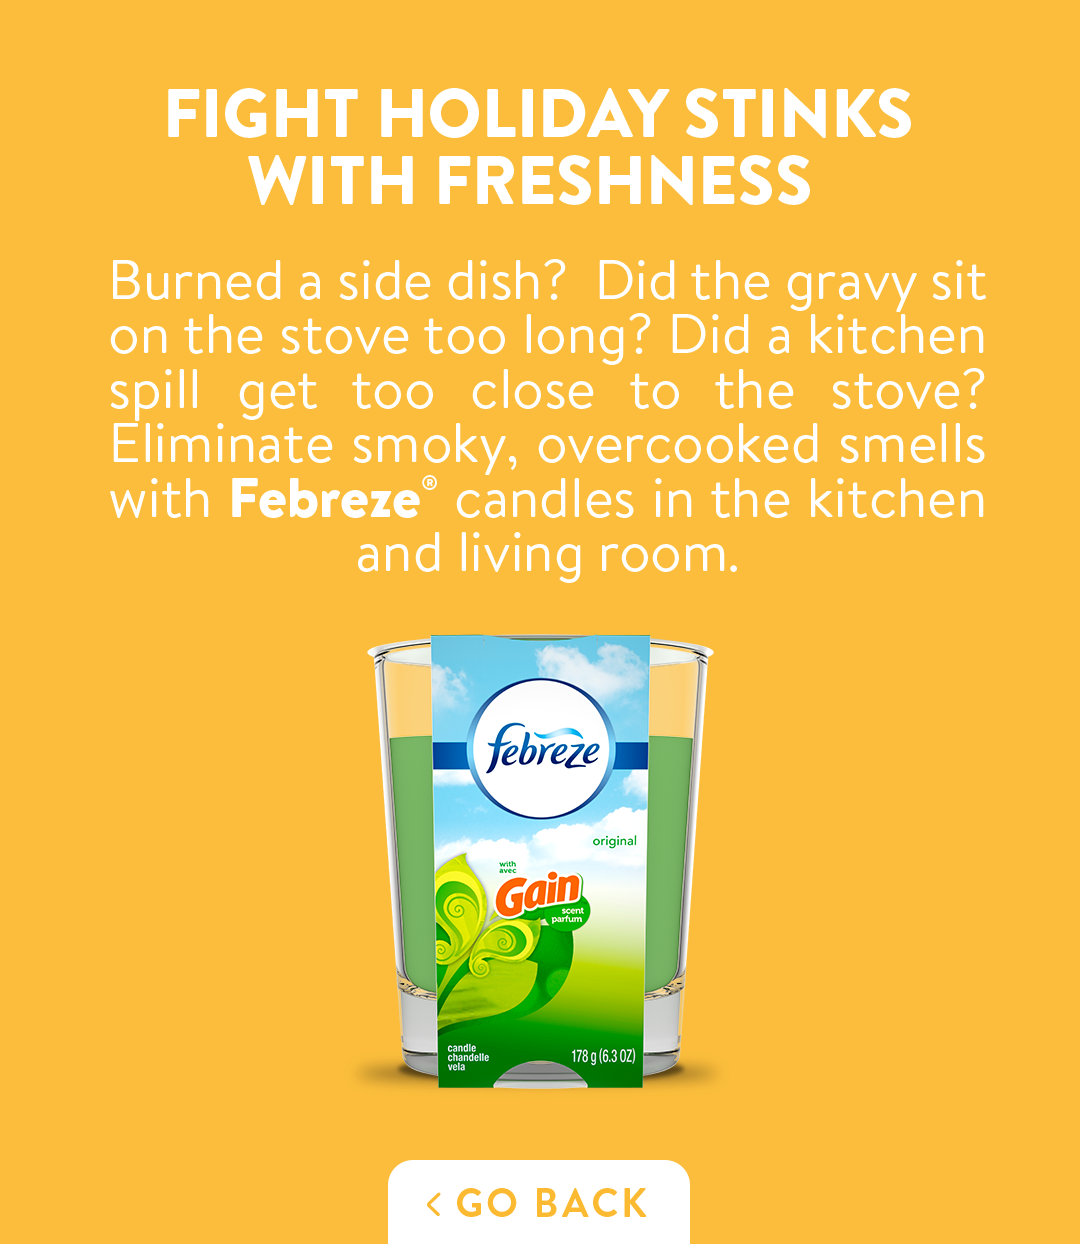 FIGHT HOLIDAY STINKS
WITH FRESHNESS
Burned a side dish? Did the gravy sit
on the stove too long? Did a kitchen
spill get too close to the stove?
Eliminate smoky, overcooked smells
with Febreze® candles in the kitchen
and living room.
febreze
original
with
avec
Gain
scent
parfum
candle
chandelle
vela
178 g (6.3 OZ)
< GO BACK